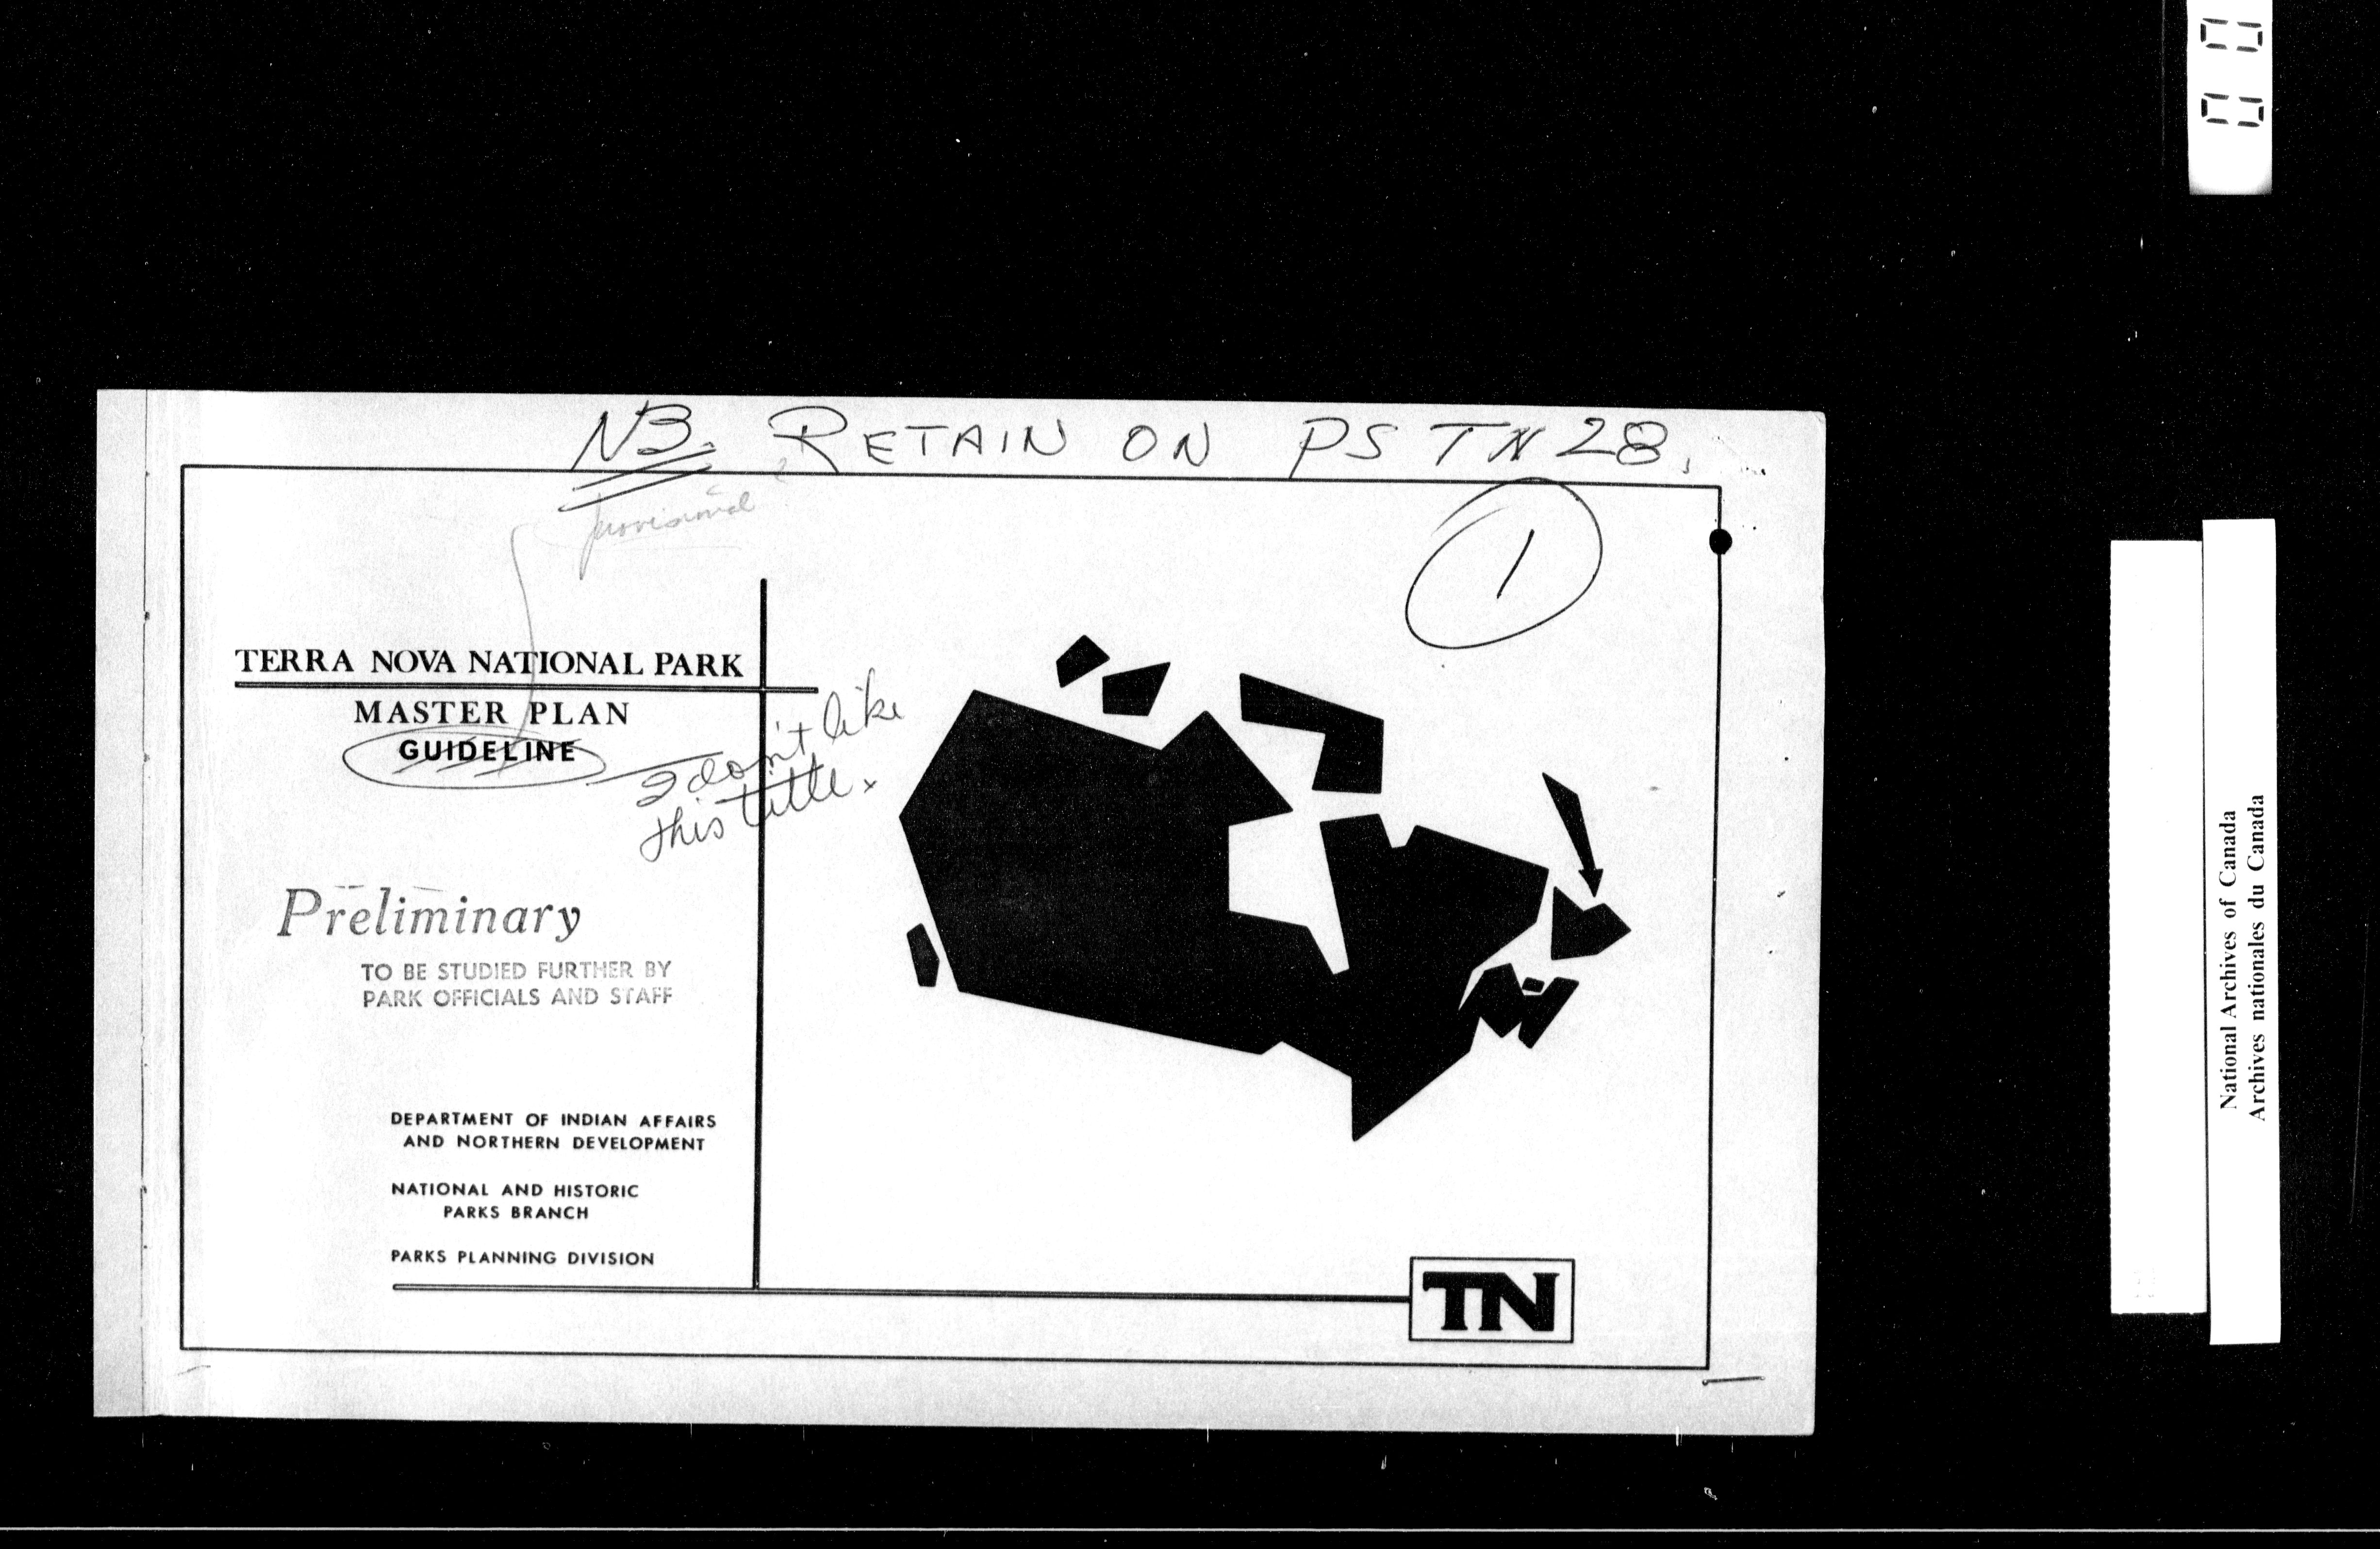 NB. RETAIN ON PS TN 28.
provisional ?
1
TERRA NOVA NATIONAL PARK
MASTER PLAN
GUIDELINE
I don't like
this title.
Preliminary
TO BE STUDIED FURTHER BY
PARK OFFICIALS AND STAFF
DEPARTMENT OF INDIAN AFFAIRS
AND NORTHERN DEVELOPMENT
NATIONAL AND HISTORIC
PARKS BRANCH
PARKS PLANNING DIVISION
TN
National Archives of Canada
Archives nationales du Canada